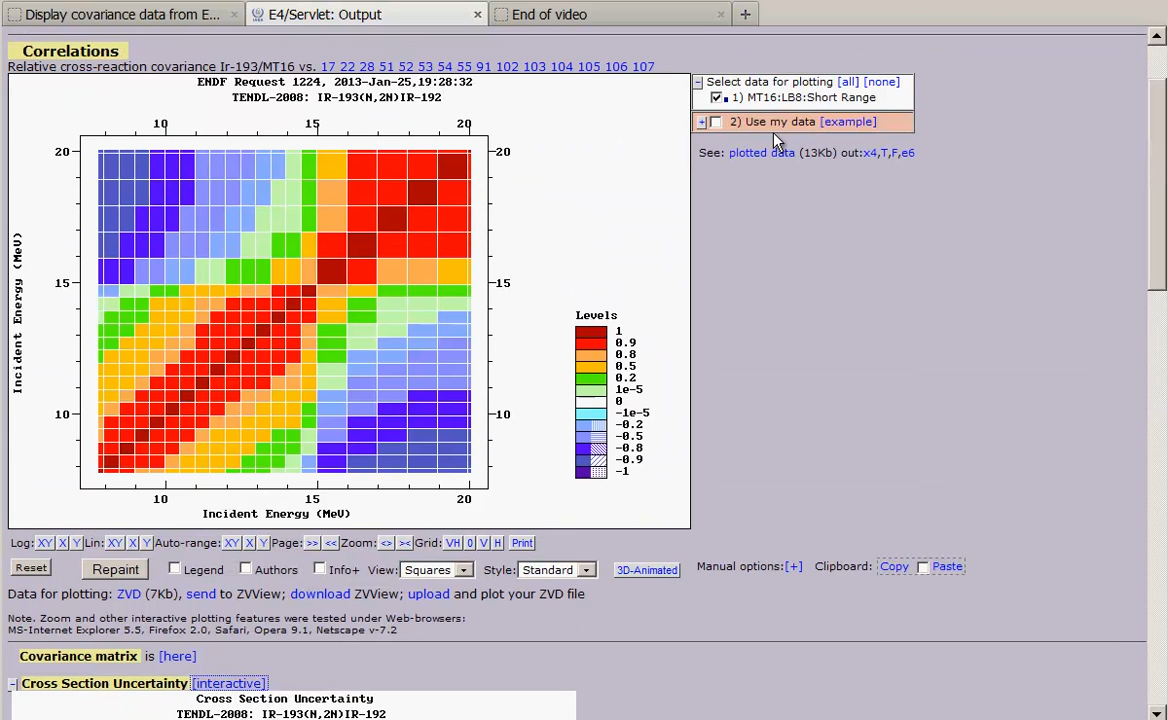 Display covariance data from E...
E4/Servlet: Output
End of video
Correlations
Relative cross-reaction covariance Ir-193/MT16 vs. 17 22 28 51 52 53 54 55 91 102 103 104 105 106 107
ENDF Request 1224, 2013-Jan-25,19:28:32
TENDL-2008: IR-193(N,2N)IR-192
Select data for plotting [all] [none]
1) MT16:LB8:Short Range
2) Use my data [example]
See: plotted data (13Kb) out:x4,T,F,e6
10 15 20
20 20
15 15
10 10
10 15 20
Incident Energy (MeV)
Incident Energy (MeV)
Levels
1
0.9
0.8
0.5
0.2
1e-5
0
-1e-5
-0.2
-0.5
-0.8
-0.9
-1
Log: XY X Y Lin: XY X Y Auto-range: XY X Y Page: >> << Zoom: <> >< Grid: VH 0 V H Print
Reset Repaint Legend Authors Info+ View: Squares Style: Standard 3D-Animated Manual options:[+] Clipboard: Copy Paste
Data for plotting: ZVD (7Kb), send to ZVView; download ZVView; upload and plot your ZVD file
Note. Zoom and other interactive plotting features were tested under Web-browsers:
MS-Internet Explorer 5.5, Firefox 2.0, Safari, Opera 9.1, Netscape v-7.2
Covariance matrix is [here]
Cross Section Uncertainty [interactive]
Cross Section Uncertainty
TENDL-2008: IR-193(N,2N)IR-192